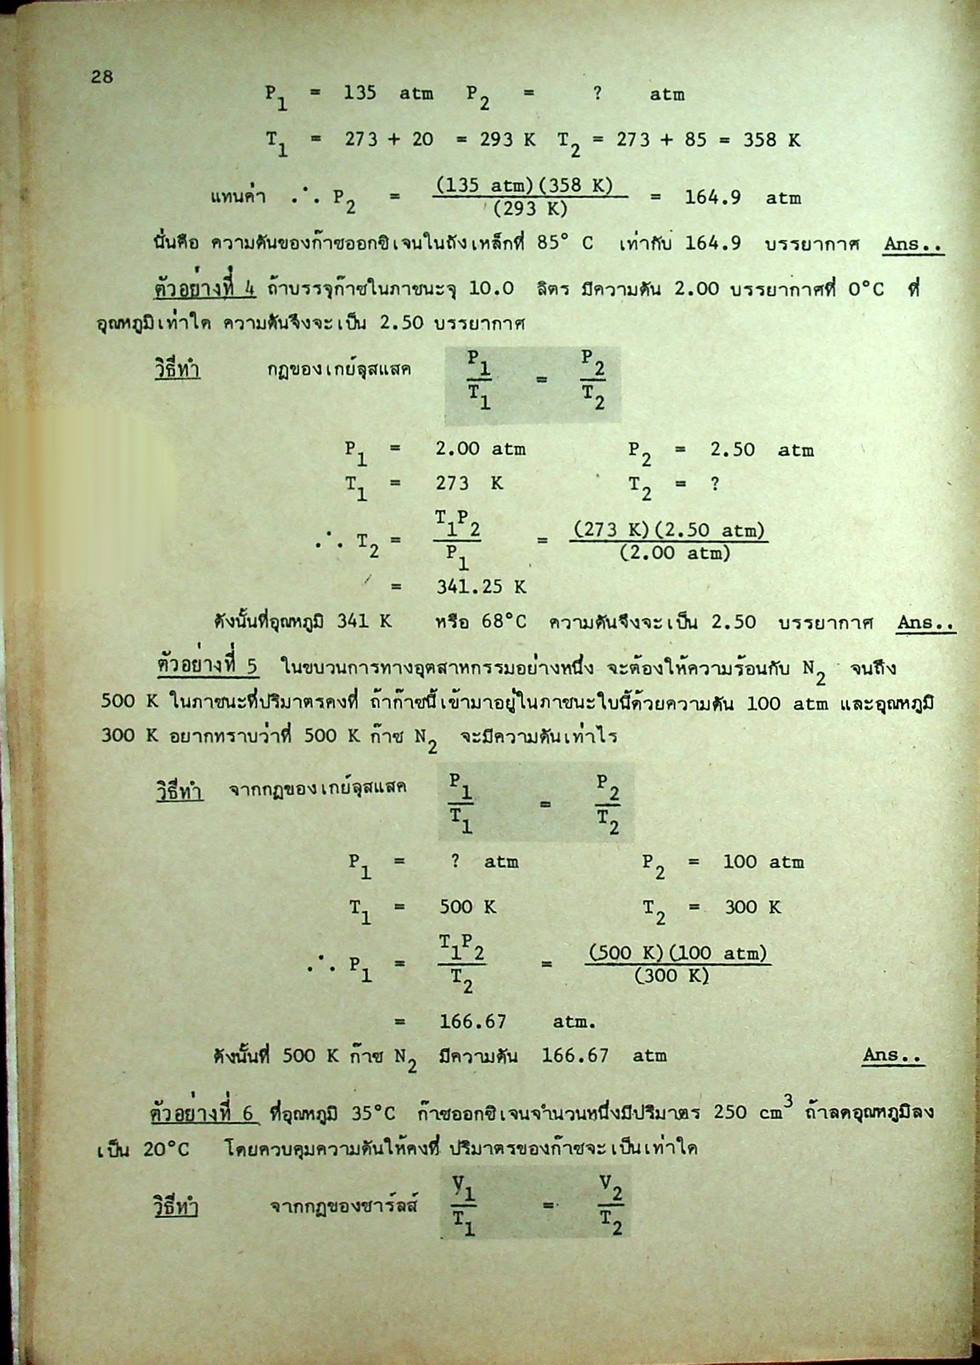 28
P₁ = 135 atm P₂ = ? atm
T₁ = 273 + 20 = 293 K T₂ = 273 + 85 = 358 K
แทนค่า ∴ P₂ = (135 atm)(358 K) / (293 K) = 164.9 atm
นั่นคือ ความดันของก๊าซออกซิเจนในถังเหล็กที่ 85° C เท่ากับ 164.9 บรรยากาศ Ans..
ตัวอย่างที่ 4 ถ้าบรรจุก๊าซในภาชนะจุ 10.0 ลิตร มีความดัน 2.00 บรรยากาศที่ 0°C ที่
อุณหภูมิเท่าใด ความดันจึงจะเป็น 2.50 บรรยากาศ
วิธีทำ กฎของเกย์ลุสแสค P₁/T₁ = P₂/T₂
P₁ = 2.00 atm P₂ = 2.50 atm
T₁ = 273 K T₂ = ?
∴ T₂ = T₁P₂/P₁ = (273 K)(2.50 atm) / (2.00 atm)
= 341.25 K
ดังนั้นที่อุณหภูมิ 341 K หรือ 68°C ความดันจึงจะเป็น 2.50 บรรยากาศ Ans..
ตัวอย่างที่ 5 ในขบวนการทางอุตสาหกรรมอย่างหนึ่ง จะต้องให้ความร้อนกับ N₂ จนถึง
500 K ในภาชนะที่ปริมาตรคงที่ ถ้าก๊าซนี้เข้ามาอยู่ในภาชนะใบนี้ด้วยความดัน 100 atm และอุณหภูมิ
300 K อยากทราบว่าที่ 500 K ก๊าซ N₂ จะมีความดันเท่าไร
วิธีทำ จากกฎของเกย์ลุสแสค P₁/T₁ = P₂/T₂
P₁ = ? atm P₂ = 100 atm
T₁ = 500 K T₂ = 300 K
∴ P₁ = T₁P₂/T₂ = (500 K)(100 atm) / (300 K)
= 166.67 atm.
ดังนั้นที่ 500 K ก๊าซ N₂ มีความดัน 166.67 atm Ans..
ตัวอย่างที่ 6 ที่อุณหภูมิ 35°C ก๊าซออกซิเจนจำนวนหนึ่งมีปริมาตร 250 cm³ ถ้าลดอุณหภูมิลง
เป็น 20°C โดยควบคุมความดันให้คงที่ ปริมาตรของก๊าซจะเป็นเท่าใด
วิธีทำ จากกฎของชาร์ลส์ V₁/T₁ = V₂/T₂